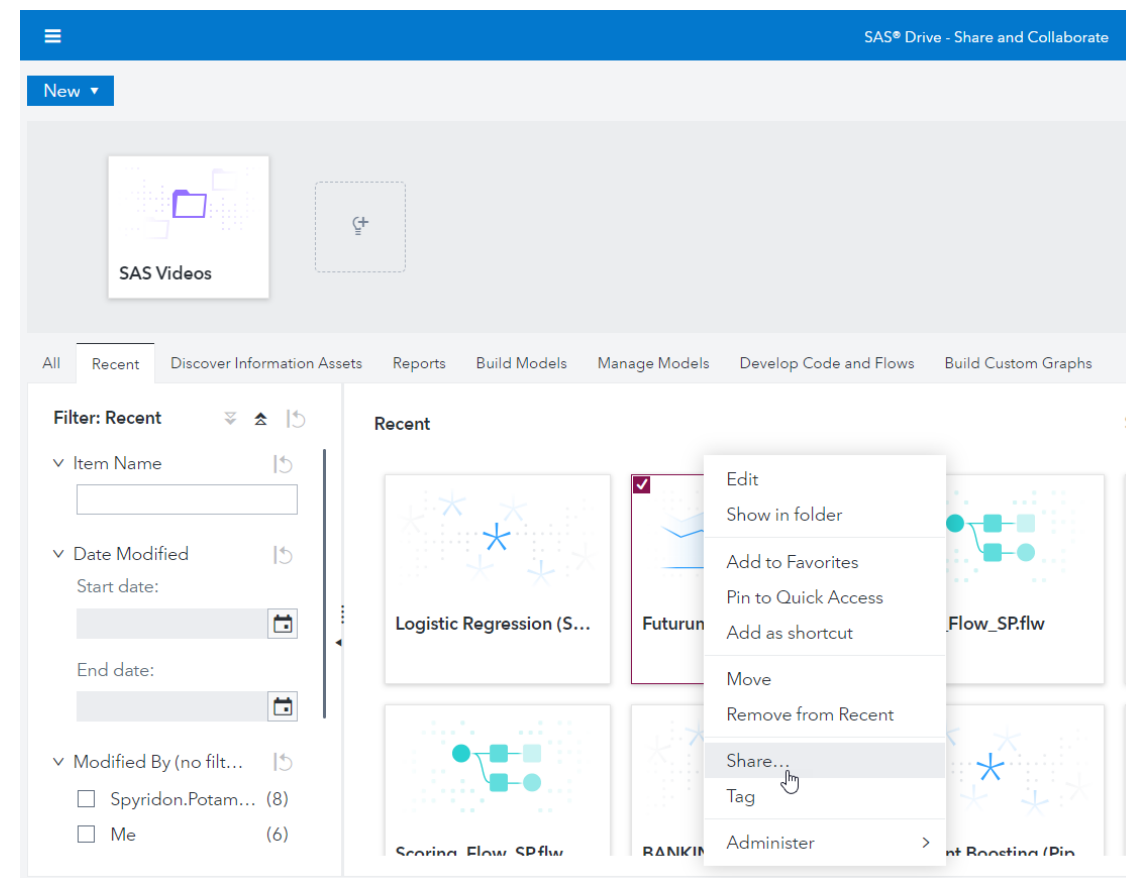 SAS® Drive - Share and Collaborate
New
SAS Videos
All Recent Discover Information Assets Reports Build Models Manage Models Develop Code and Flows Build Custom Graphs
Filter: Recent
Item Name
Date Modified
Start date:
End date:
Modified By (no filt...
Spyridon.Potam... (8)
Me (6)
Recent
Logistic Regression (S...
Futurun
_Flow_SP.flw
Scoring_Flow_SP.flw
BANKIN
nt Boosting (Pip
Edit
Show in folder
Add to Favorites
Pin to Quick Access
Add as shortcut
Move
Remove from Recent
Share...
Tag
Administer